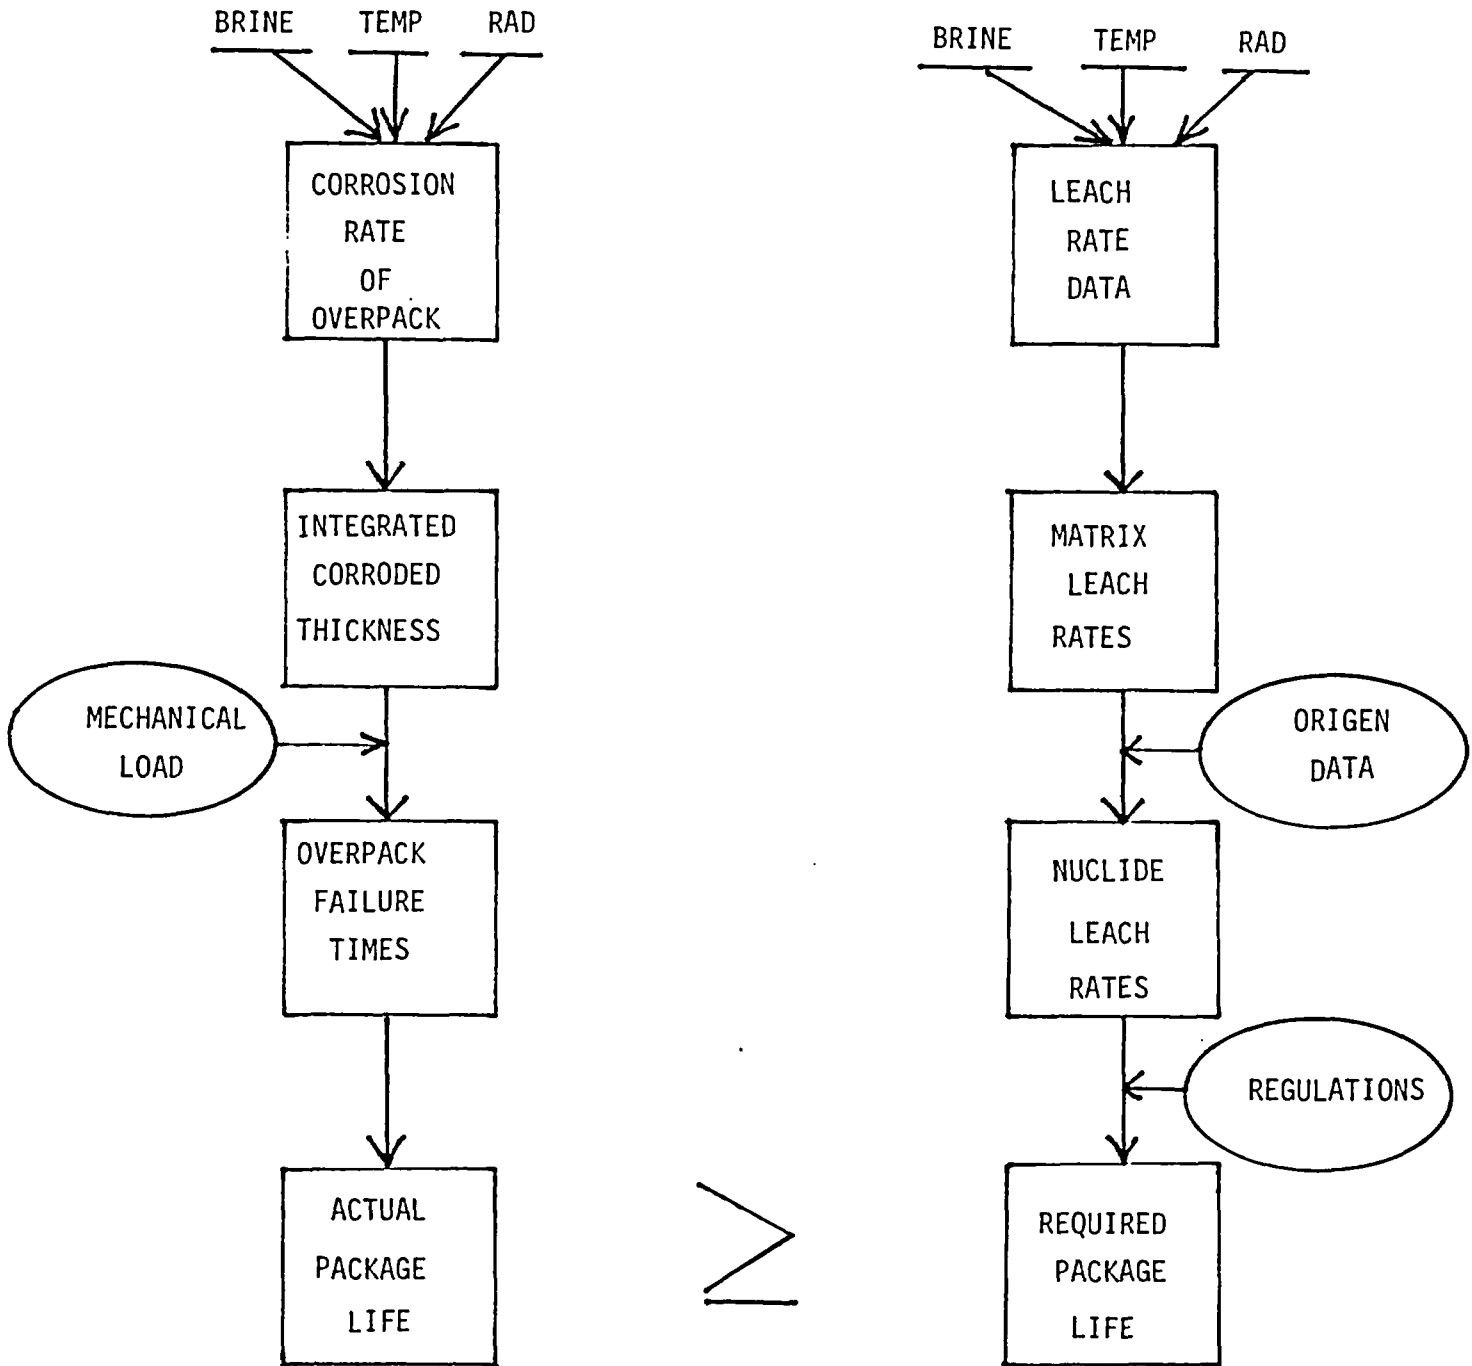 BRINE TEMP RAD
CORROSION
RATE
OF
OVERPACK
INTEGRATED
CORRODED
THICKNESS
MECHANICAL
LOAD
OVERPACK
FAILURE
TIMES
ACTUAL
PACKAGE
LIFE
≥
BRINE TEMP RAD
LEACH
RATE
DATA
MATRIX
LEACH
RATES
ORIGEN
DATA
NUCLIDE
LEACH
RATES
REGULATIONS
REQUIRED
PACKAGE
LIFE